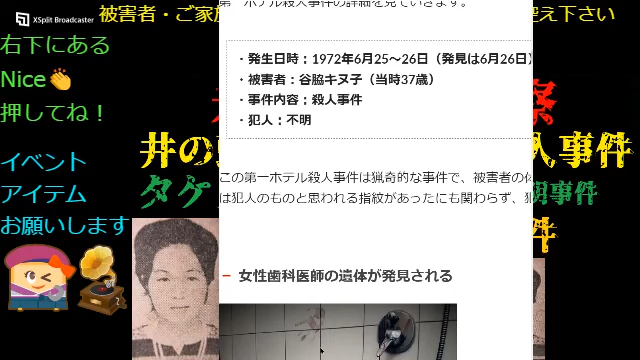 XSplit Broadcaster
被害者・ご家族
控え下さい
右下にある
Nice👏
押してね！
イベント
アイテム
お願いします
井の
人事件
タケ
明事件
件
第一ホテル殺人事件の詳細を見ていきます。
・発生日時：1972年6月25～26日（発見は6月26日）
・被害者：谷脇キヌ子（当時37歳）
・事件内容：殺人事件
・犯人：不明
この第一ホテル殺人事件は猟奇的な事件で、被害者の体
は犯人のものと思われる指紋があったにも関わらず、犯
女性歯科医師の遺体が発見される